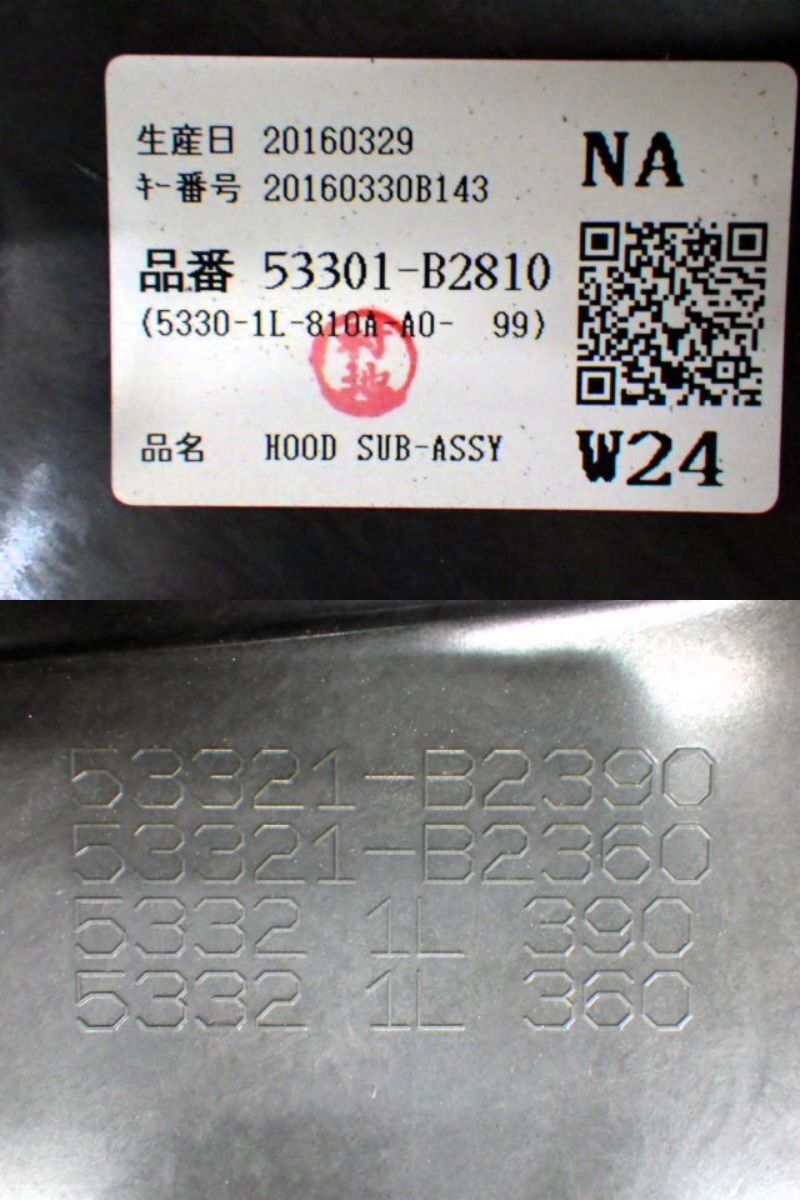 生産日 20160329
NA
キー番号 20160330B143
品番 53301-B2810
(5330-1L-810A-A0- 99)
品名 HOOD SUB-ASSY
W24
53321-B2390
53321-B2360
5332 1L 390
5332 1L 360